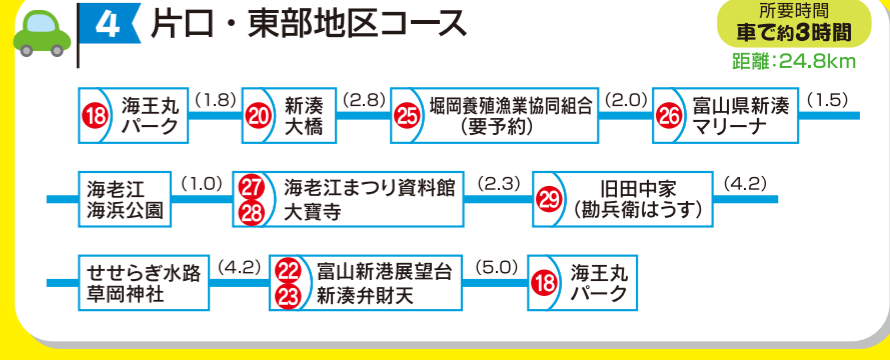 4 片口・東部地区コース
所要時間
車で約3時間
距離:24.8km
18 海王丸
パーク
(1.8)
20 新湊
大橋
(2.8)
25 堀岡養殖漁業協同組合
(要予約)
(2.0)
26 富山県新湊
マリーナ
(1.5)
海老江
海浜公園
(1.0)
27 海老江まつり資料館
28 大寶寺
(2.3)
29 旧田中家
(勘兵衛はうす)
(4.2)
せせらぎ水路
草岡神社
(4.2)
22 富山新港展望台
23 新湊弁財天
(5.0)
18 海王丸
パーク